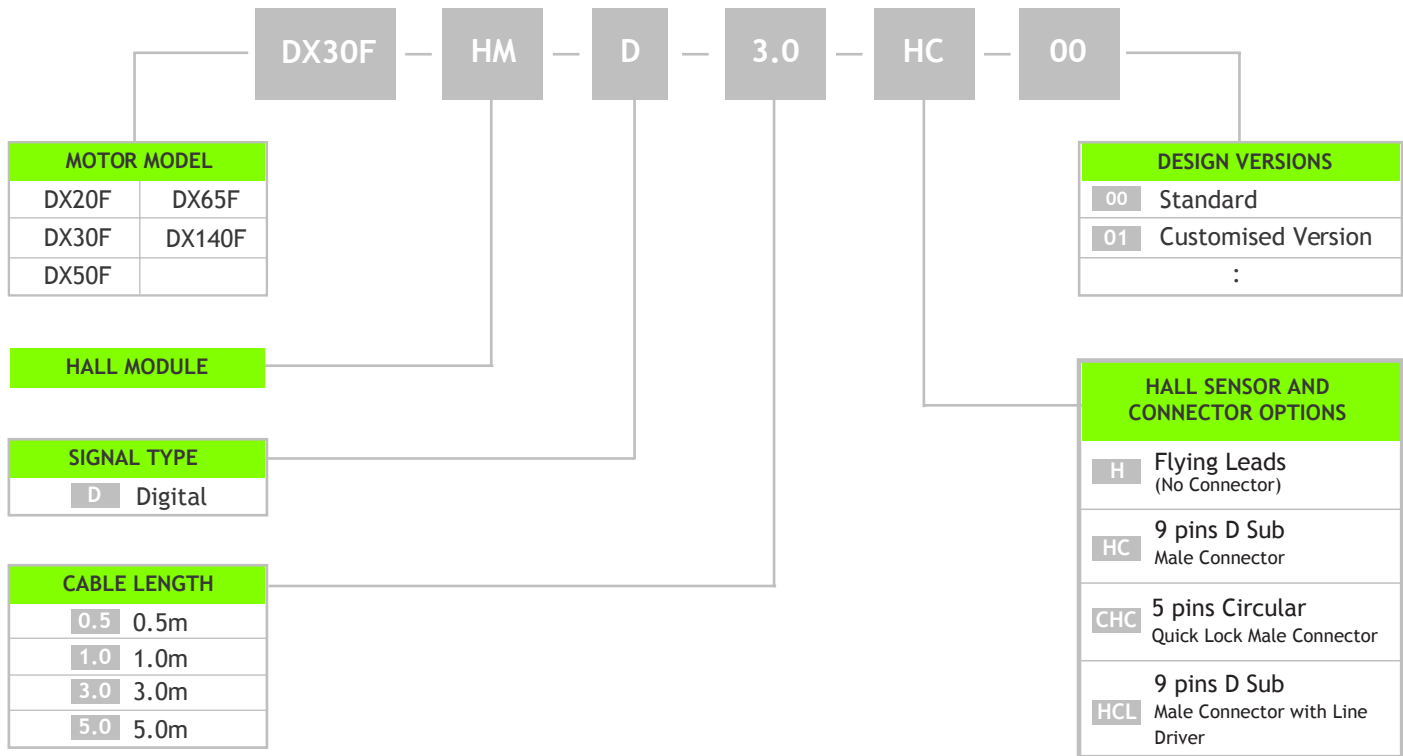 DX30F — HM — D — 3.0 — HC — 00
MOTOR MODEL
DX20F DX65F
DX30F DX140F
DX50F
HALL MODULE
SIGNAL TYPE
D Digital
CABLE LENGTH
0.5 0.5m
1.0 1.0m
3.0 3.0m
5.0 5.0m
DESIGN VERSIONS
00 Standard
01 Customised Version
:
HALL SENSOR AND
CONNECTOR OPTIONS
H Flying Leads
(No Connector)
HC 9 pins D Sub
Male Connector
CHC 5 pins Circular
Quick Lock Male Connector
9 pins D Sub
HCL Male Connector with Line
Driver